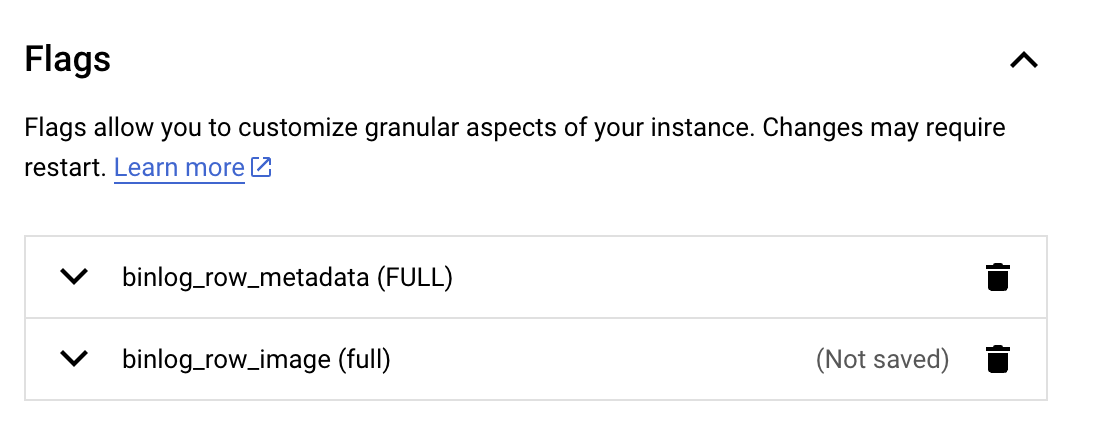 Flags
Flags allow you to customize granular aspects of your instance. Changes may require
restart. Learn more
binlog_row_metadata (FULL)
binlog_row_image (full) (Not saved)